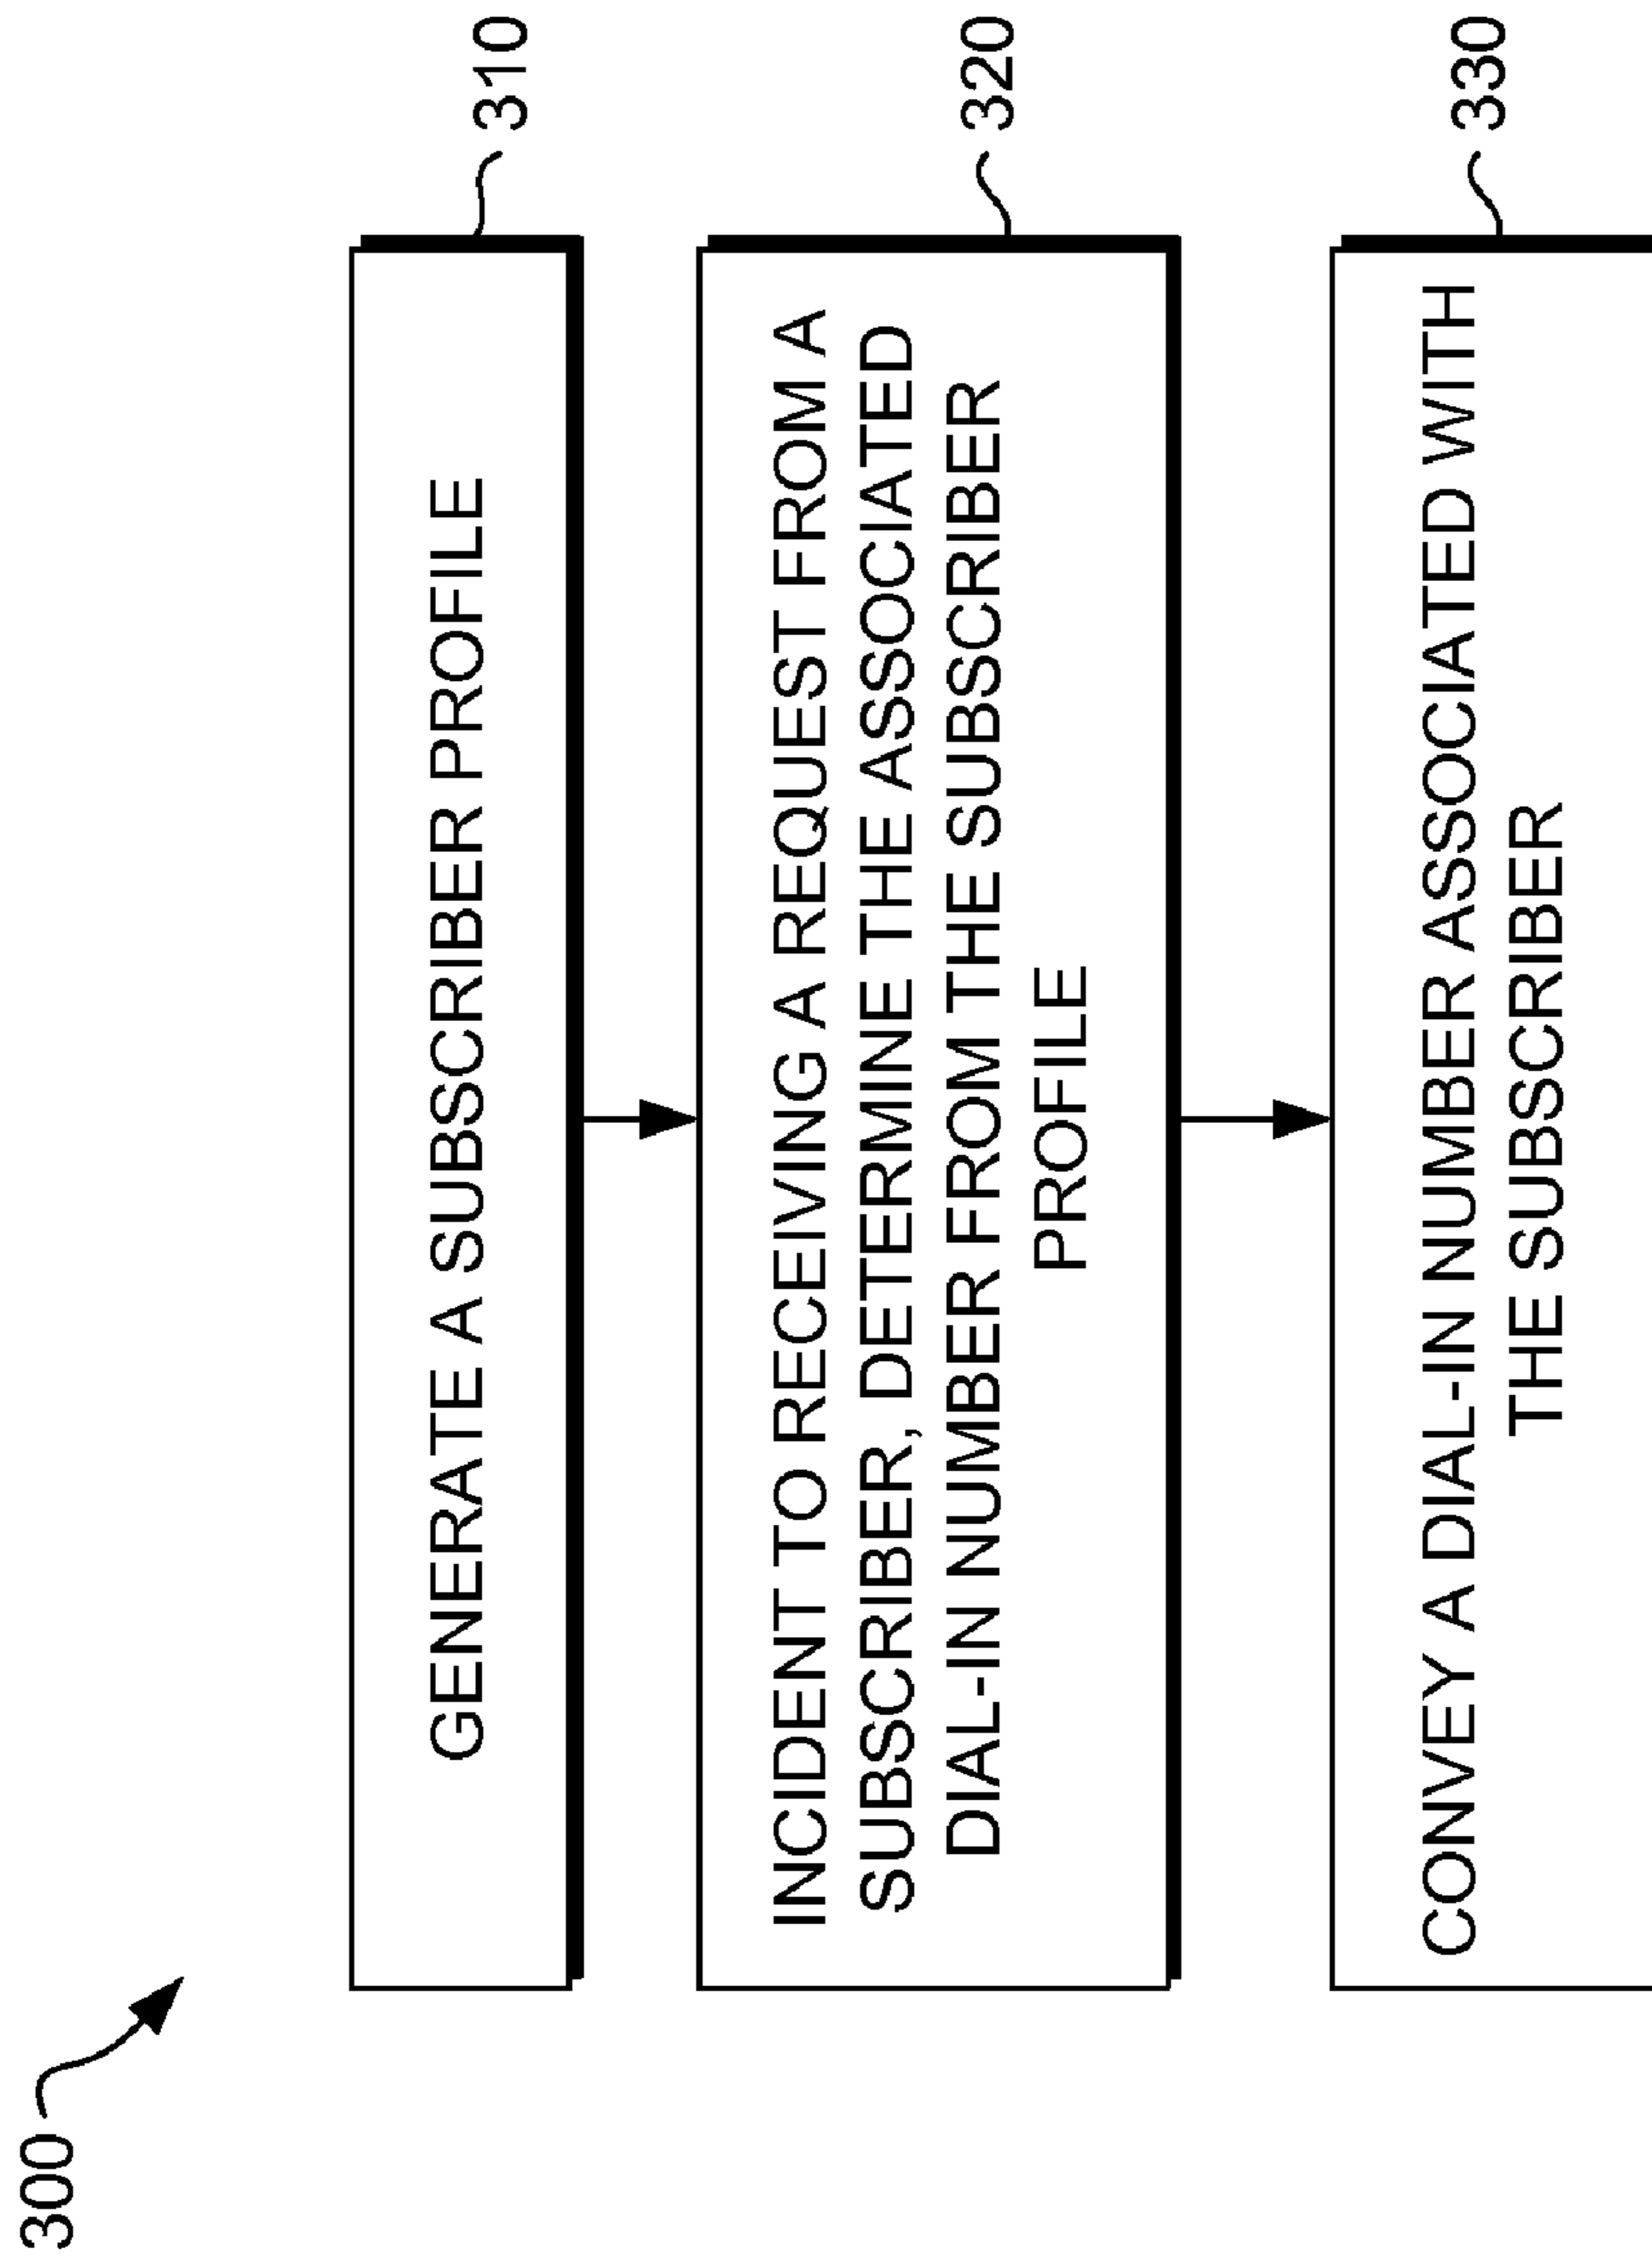 300
GENERATE A SUBSCRIBER PROFILE
310
INCIDENT TO RECEIVING A REQUEST FROM A
SUBSCRIBER, DETERMINE THE ASSOCIATED
DIAL-IN NUMBER FROM THE SUBSCRIBER
PROFILE
320
CONVEY A DIAL-IN NUMBER ASSOCIATED WITH
THE SUBSCRIBER
330